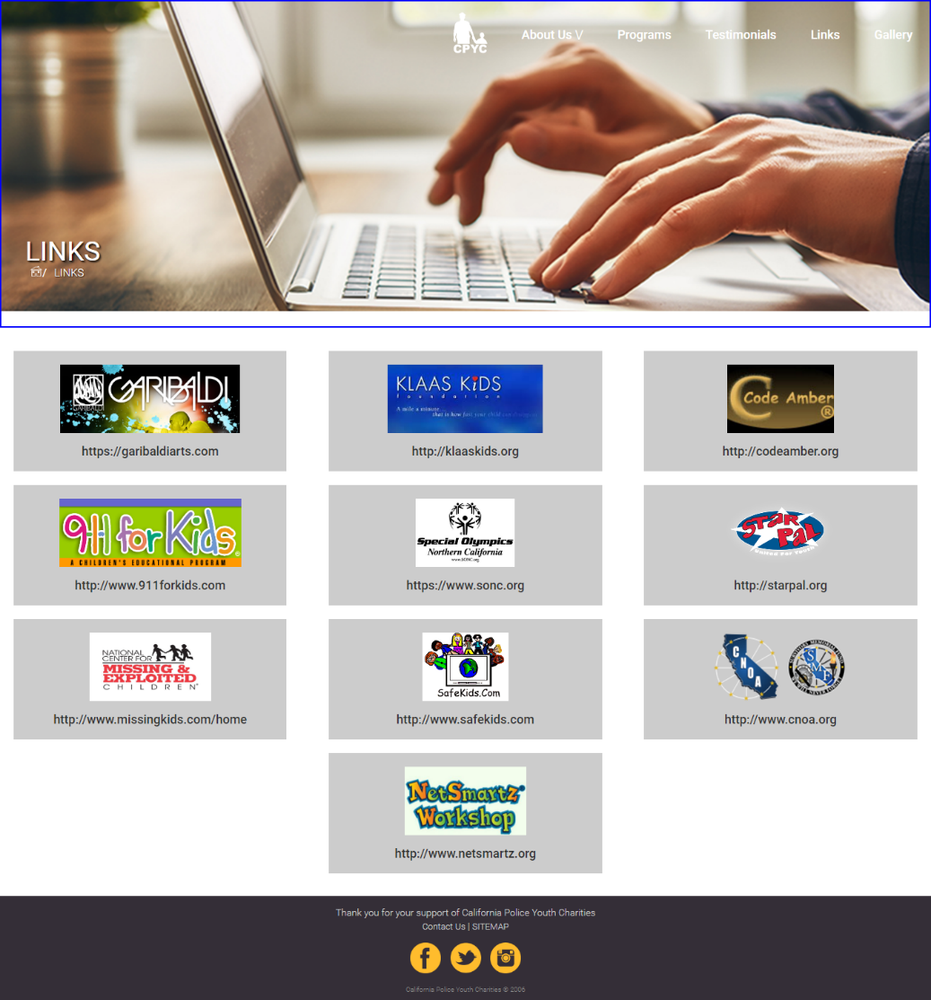 CPYC
About Us V
Programs
Testimonials
Links
Gallery
LINKS
/ LINKS
GARIBALDI
GARIBALDI
https://garibaldiarts.com
KLAAS KiDS
foundation
A mile a minute...
that is how fast your child can disappear
http://klaaskids.org
Code Amber
®
http://codeamber.org
911 for Kids®
A CHILDREN'S EDUCATIONAL PROGRAM
http://www.911forkids.com
Special Olympics
Northern California
www.SONC.org
https://www.sonc.org
STAR
PAL
http://starpal.org
NATIONAL
CENTER FOR
MISSING &
EXPLOITED
CHILDREN®
http://www.missingkids.com/home
SafeKids.Com
http://www.safekids.com
CNOA
SMF
http://www.cnoa.org
NetSmartz®
Workshop
http://www.netsmartz.org
Thank you for your support of California Police Youth Charities
Contact Us | SITEMAP
California Police Youth Charities © 2006